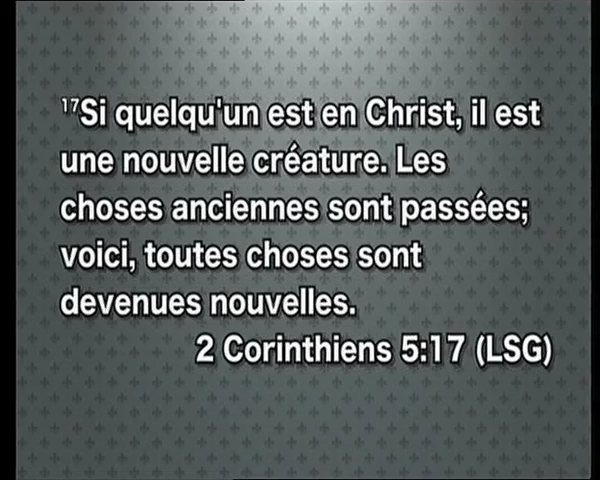 17Si quelqu'un est en Christ, il est
une nouvelle créature. Les
choses anciennes sont passées;
voici, toutes choses sont
devenues nouvelles.
2 Corinthiens 5:17 (LSG)